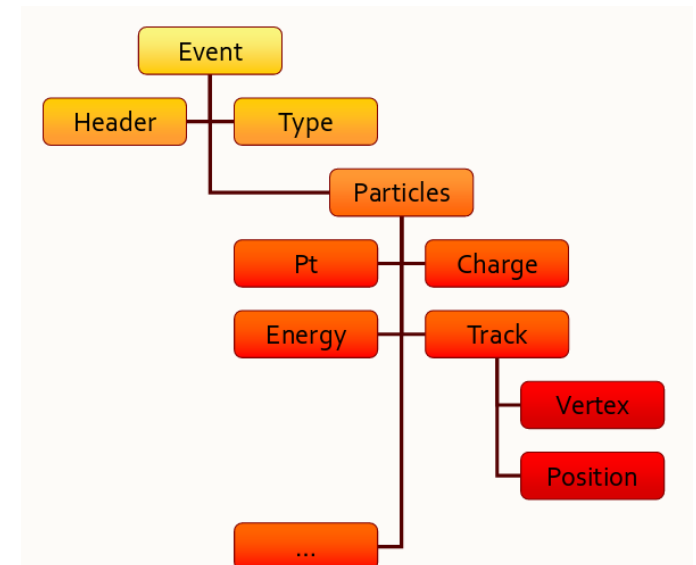 Event
Header
Type
Particles
Pt
Charge
Energy
Track
Vertex
Position
...